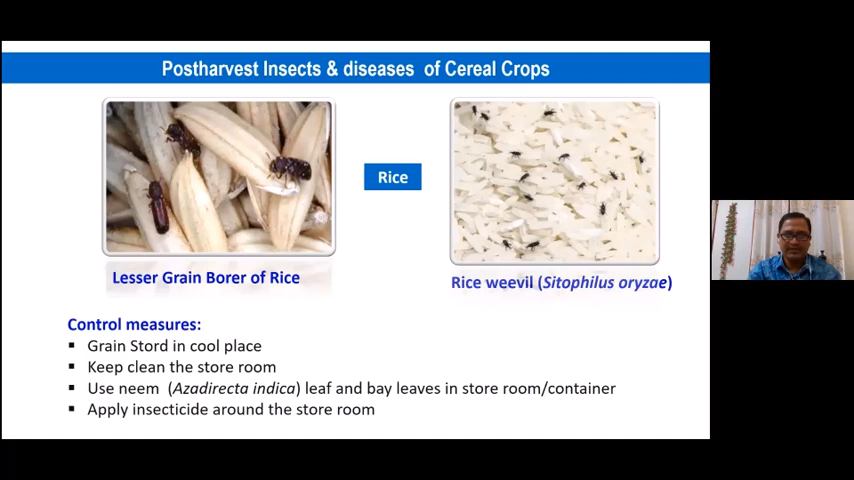 Postharvest Insects & diseases of Cereal Crops
Rice
Lesser Grain Borer of Rice
Rice weevil (Sitophilus oryzae)
Control measures:
▪ Grain Stord in cool place
▪ Keep clean the store room
▪ Use neem (Azadirecta indica) leaf and bay leaves in store room/container
▪ Apply insecticide around the store room